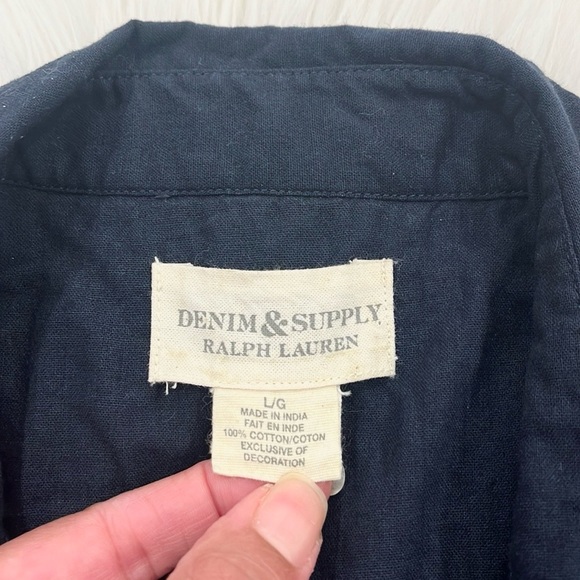 DENIM & SUPPLY
RALPH LAUREN
L/G
MADE IN INDIA
FAIT EN INDE
100% COTTON/COTON
EXCLUSIVE OF
DECORATION